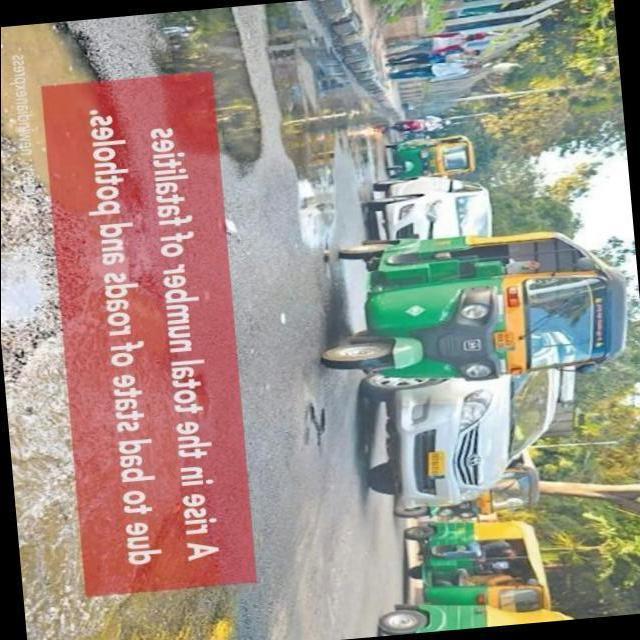 A rise in the total number of fatalities
due to bad state of roads and potholes.